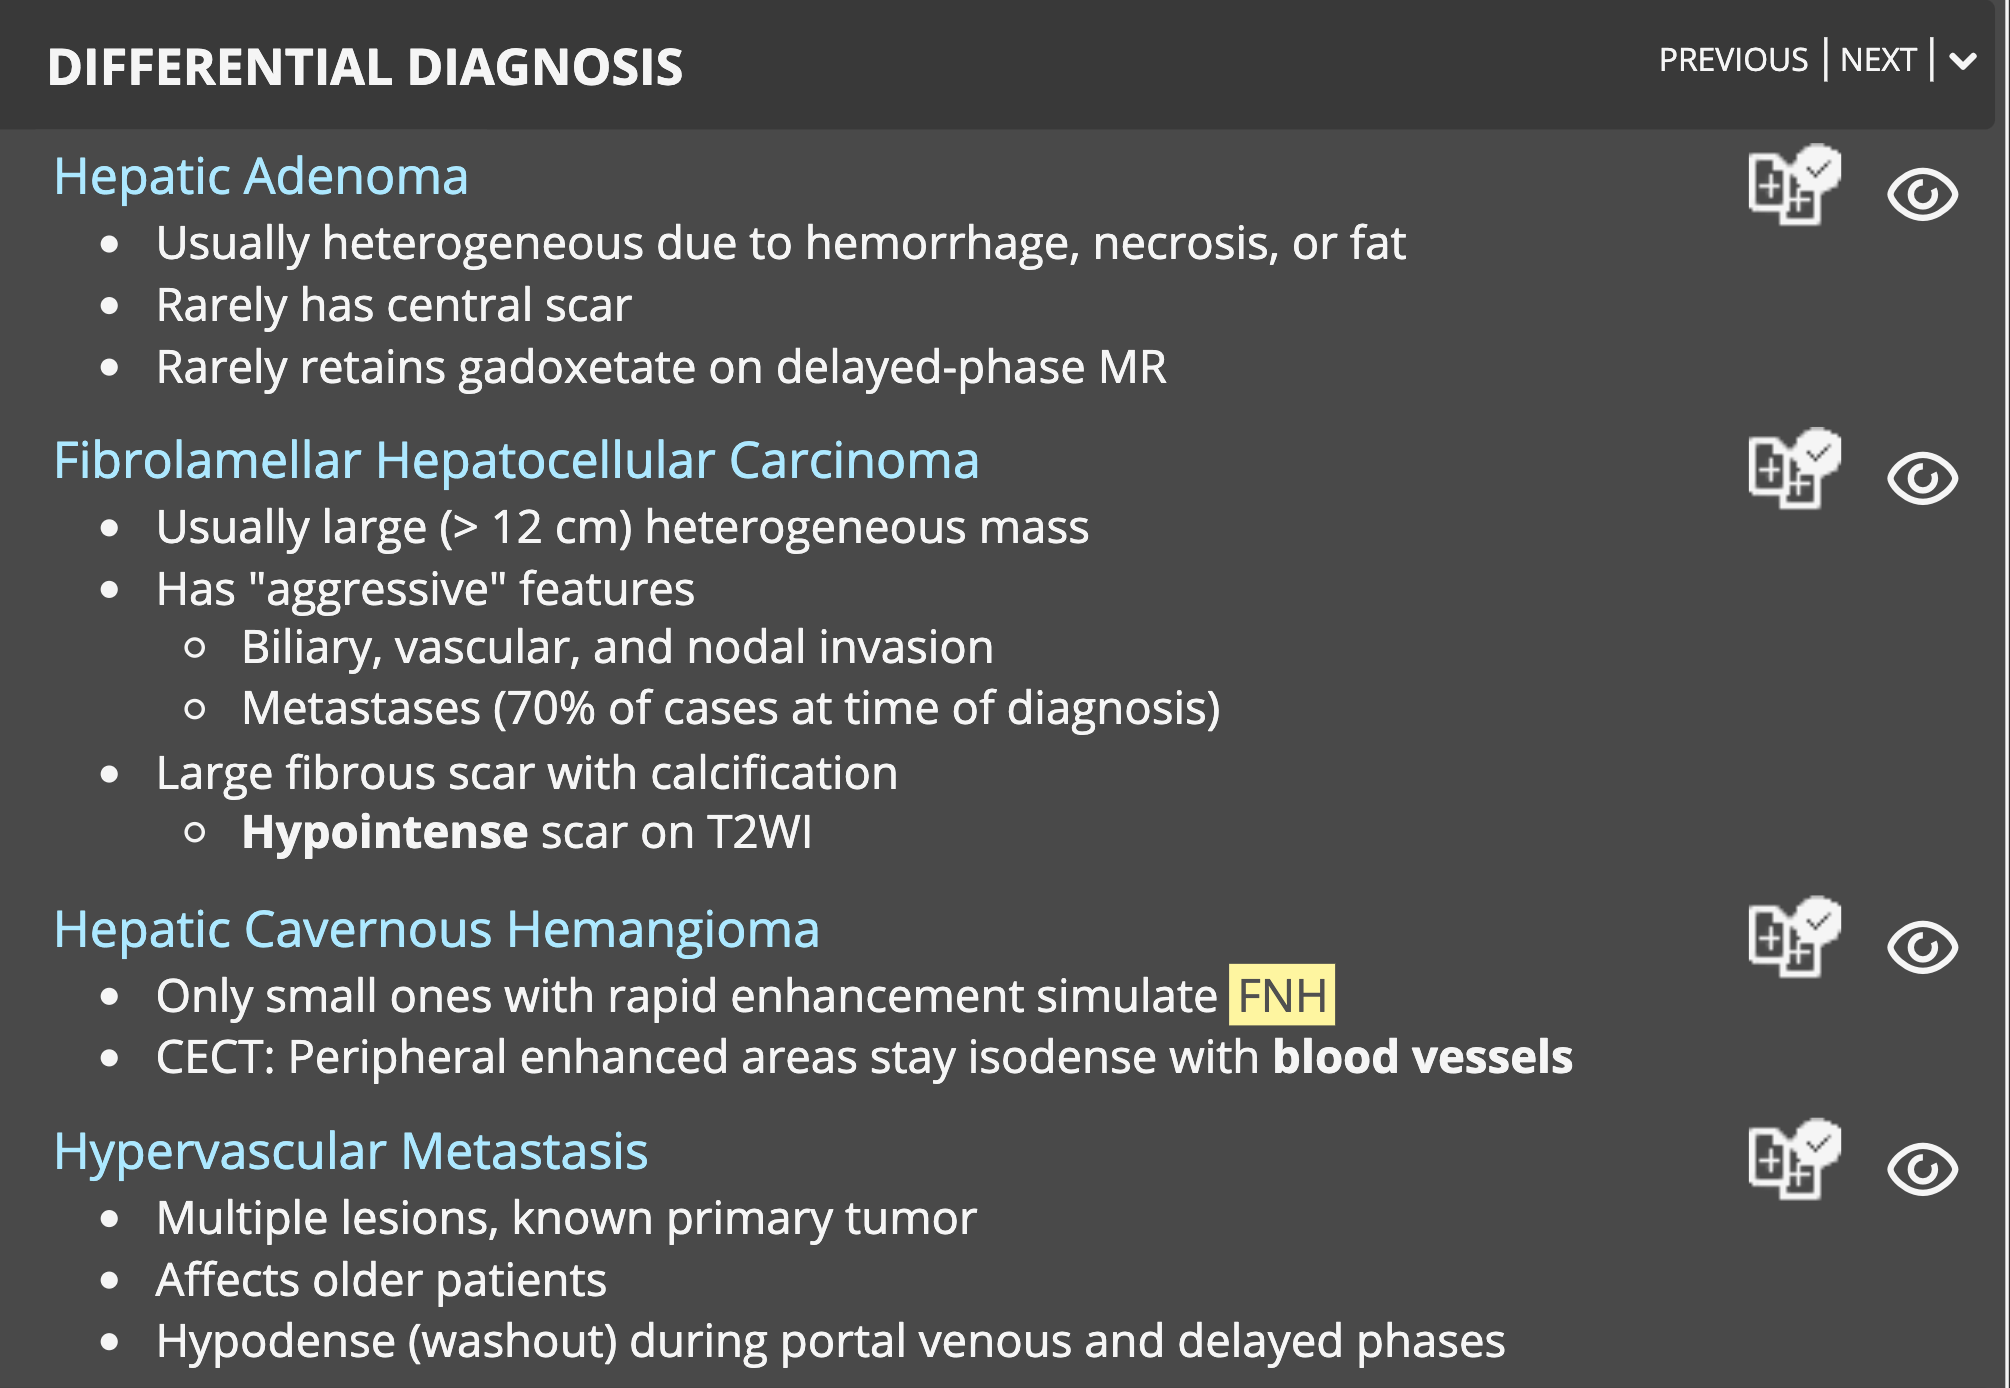 DIFFERENTIAL DIAGNOSIS
PREVIOUS | NEXT |
Hepatic Adenoma
• Usually heterogeneous due to hemorrhage, necrosis, or fat
• Rarely has central scar
• Rarely retains gadoxetate on delayed-phase MR
Fibrolamellar Hepatocellular Carcinoma
• Usually large (> 12 cm) heterogeneous mass
• Has "aggressive" features
○ Biliary, vascular, and nodal invasion
○ Metastases (70% of cases at time of diagnosis)
• Large fibrous scar with calcification
○ Hypointense scar on T2WI
Hepatic Cavernous Hemangioma
• Only small ones with rapid enhancement simulate FNH
• CECT: Peripheral enhanced areas stay isodense with blood vessels
Hypervascular Metastasis
• Multiple lesions, known primary tumor
• Affects older patients
• Hypodense (washout) during portal venous and delayed phases